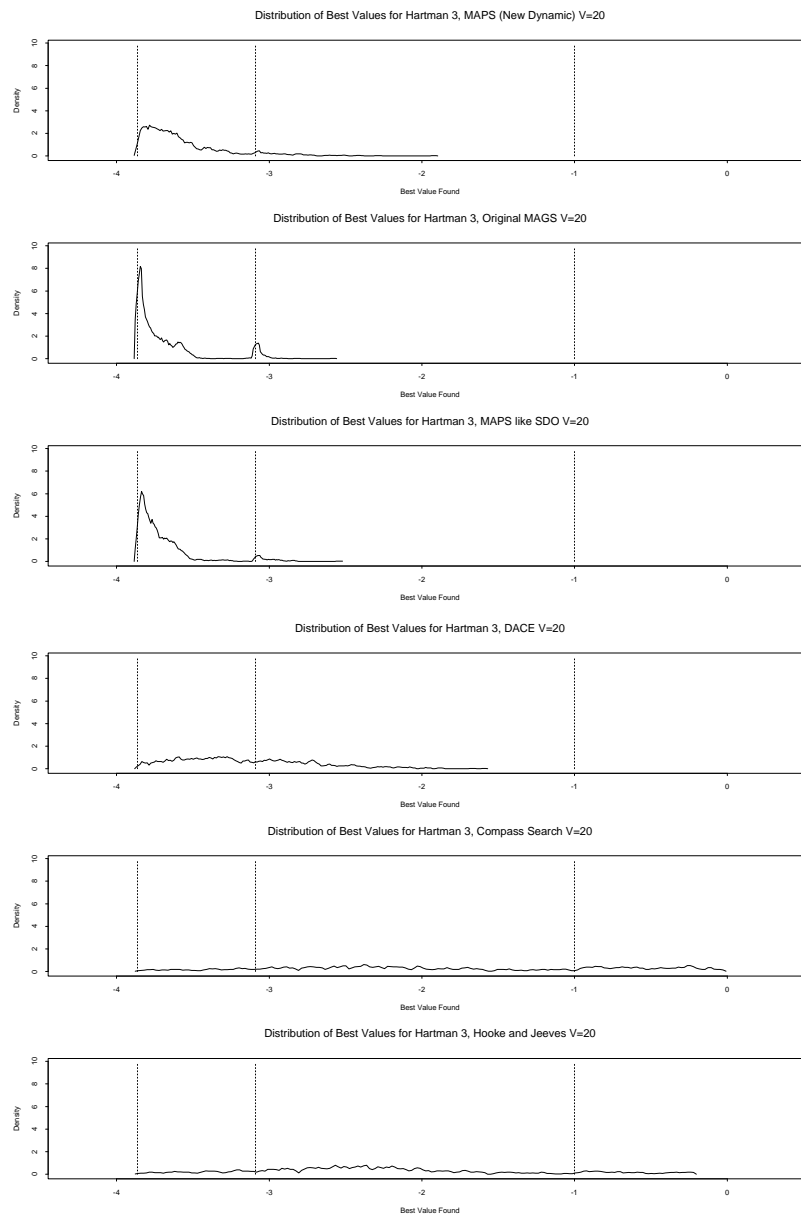 Distribution of Best Values for Hartman 3, MAPS (New Dynamic) V=20
Density
0 2 4 6 8 10
-4 -3 -2 -1 0
Best Value Found
Distribution of Best Values for Hartman 3, Original MAGS V=20
Density
0 2 4 6 8 10
-4 -3 -2 -1 0
Best Value Found
Distribution of Best Values for Hartman 3, MAPS like SDO V=20
Density
0 2 4 6 8 10
-4 -3 -2 -1 0
Best Value Found
Distribution of Best Values for Hartman 3, DACE V=20
Density
0 2 4 6 8 10
-4 -3 -2 -1 0
Best Value Found
Distribution of Best Values for Hartman 3, Compass Search V=20
Density
0 2 4 6 8 10
-4 -3 -2 -1 0
Best Value Found
Distribution of Best Values for Hartman 3, Hooke and Jeeves V=20
Density
0 2 4 6 8 10
-4 -3 -2 -1 0
Best Value Found